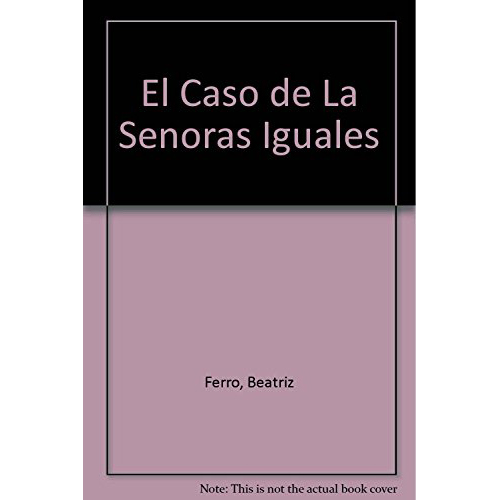 El Caso de La
Senoras Iguales
Ferro, Beatriz
Note: This is not the actual book cover